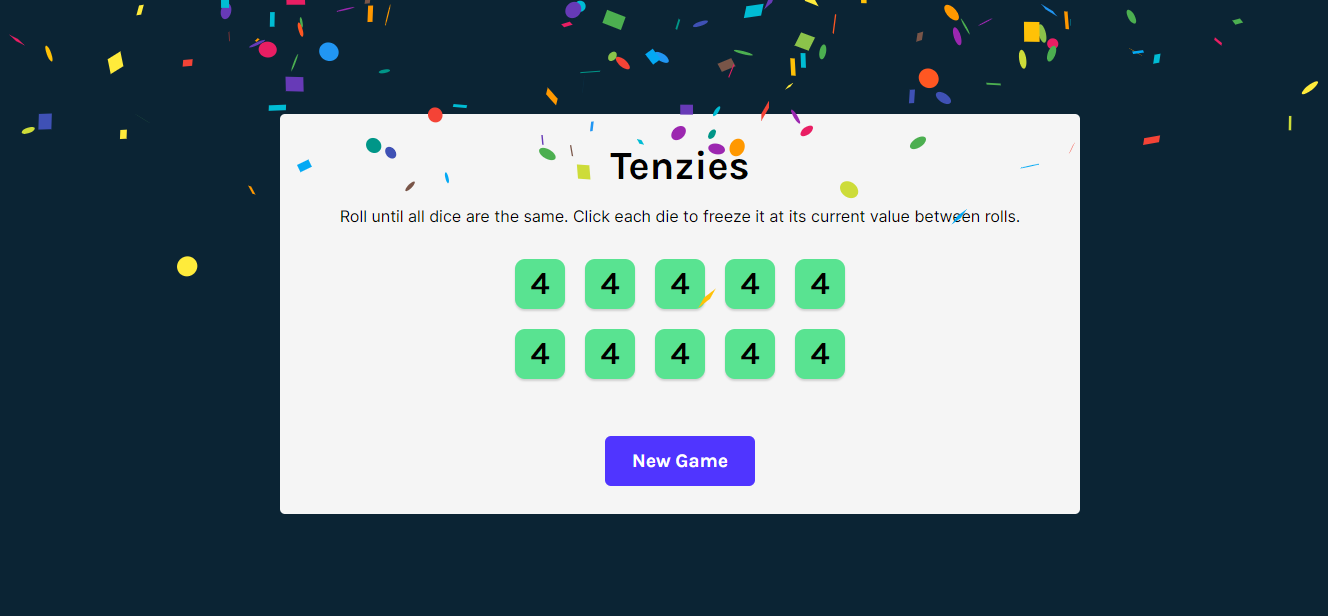 Tenzies
Roll until all dice are the same. Click each die to freeze it at its current value between rolls.
4 4 4 4 4
4 4 4 4 4
New Game